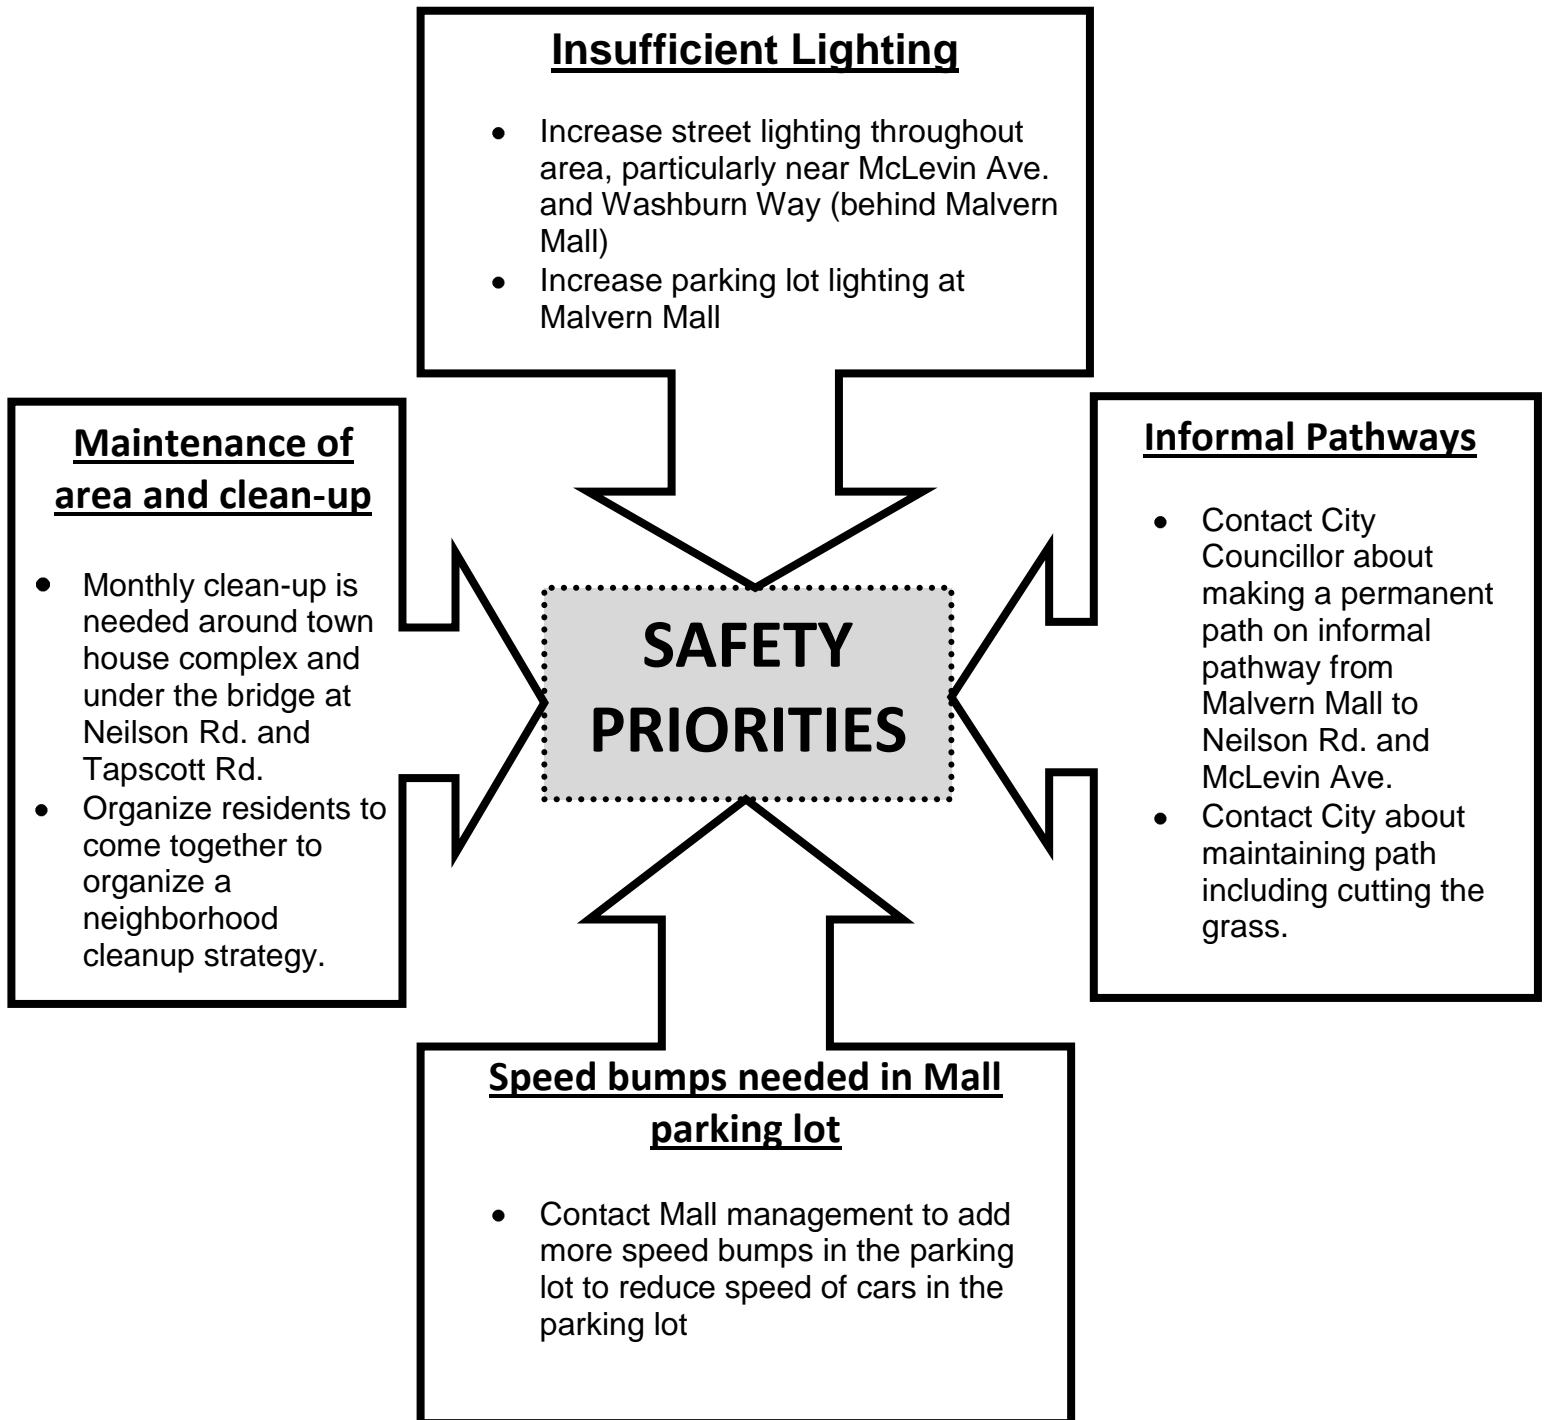 Insufficient Lighting
• Increase street lighting throughout
area, particularly near McLevin Ave.
and Washburn Way (behind Malvern
Mall)
• Increase parking lot lighting at
Malvern Mall
Maintenance of
area and clean-up
• Monthly clean-up is
needed around town
house complex and
under the bridge at
Neilson Rd. and
Tapscott Rd.
• Organize residents to
come together to
organize a
neighborhood
cleanup strategy.
SAFETY
PRIORITIES
Informal Pathways
• Contact City
Councillor about
making a permanent
path on informal
pathway from
Malvern Mall to
Neilson Rd. and
McLevin Ave.
• Contact City about
maintaining path
including cutting the
grass.
Speed bumps needed in Mall
parking lot
• Contact Mall management to add
more speed bumps in the parking
lot to reduce speed of cars in the
parking lot